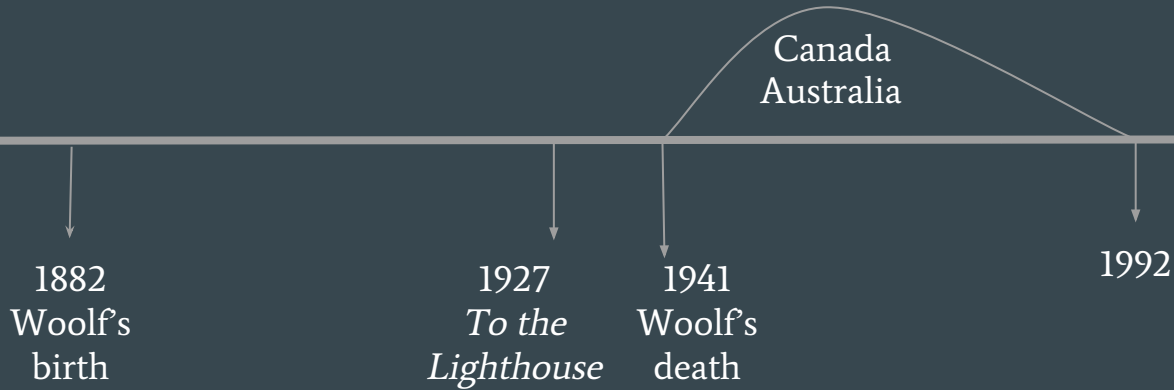 Canada
Australia
1882
Woolf's
birth
1927
To the
Lighthouse
1941
Woolf's
death
1992